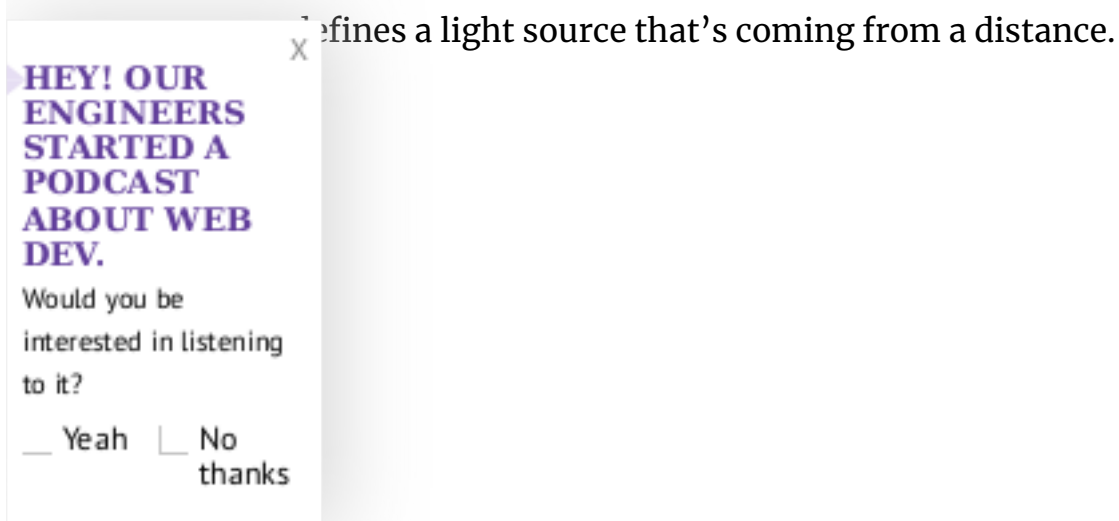 efines a light source that’s coming from a distance.
X
HEY! OUR
ENGINEERS
STARTED A
PODCAST
ABOUT WEB
DEV.
Would you be
interested in listening
to it?
Yeah
No
thanks